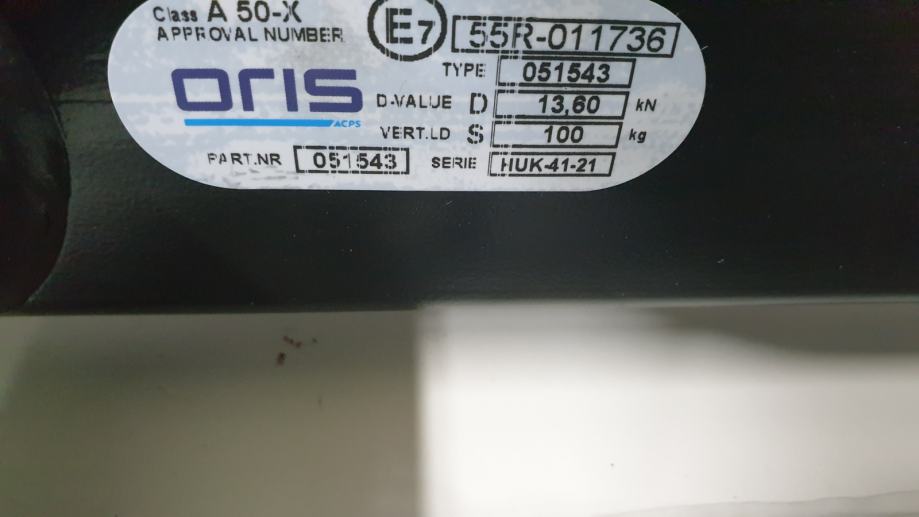 Class A 50-X
APPROVAL NUMBER E7 55R-011736
TYPE 051543
oris
ACPS
D-VALUE D 13,60 kN
VERT.LD S 100 kg
PART.NR 051543 SERIE HUK-41-21